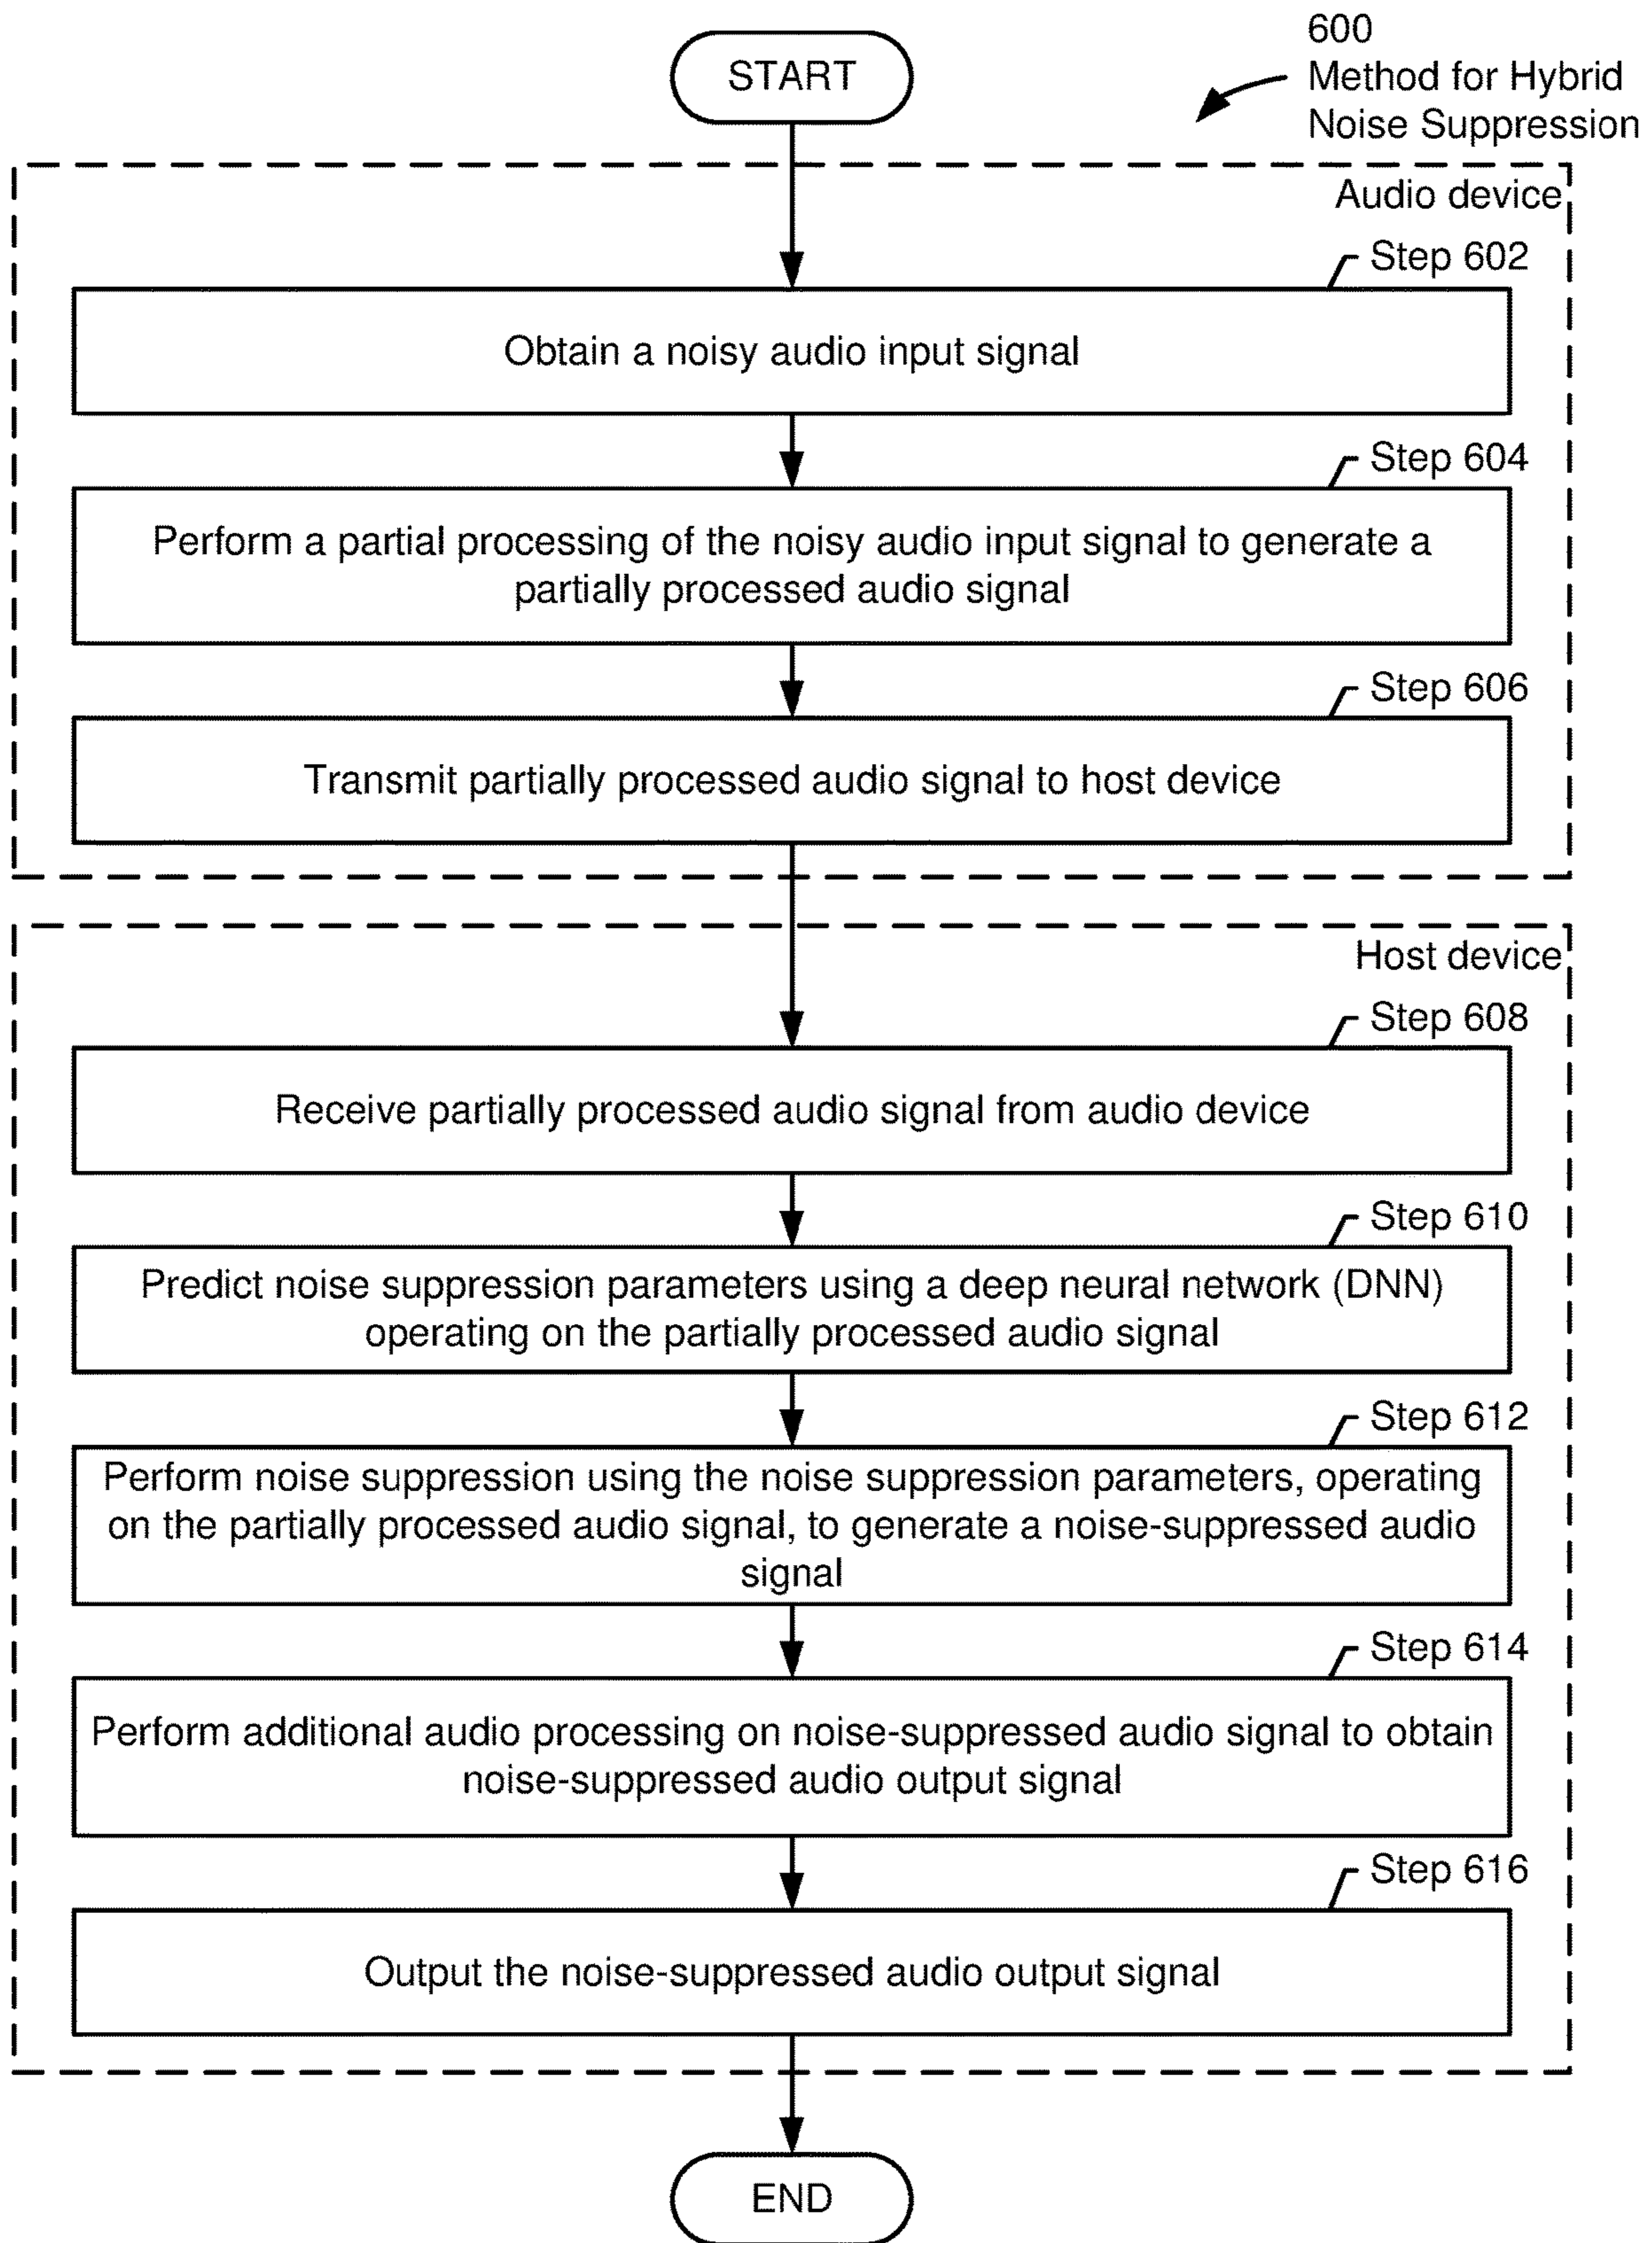 600
Method for Hybrid
Noise Suppression
START
Audio device
Step 602
Obtain a noisy audio input signal
Step 604
Perform a partial processing of the noisy audio input signal to generate a
partially processed audio signal
Step 606
Transmit partially processed audio signal to host device
Host device
Step 608
Receive partially processed audio signal from audio device
Step 610
Predict noise suppression parameters using a deep neural network (DNN)
operating on the partially processed audio signal
Step 612
Perform noise suppression using the noise suppression parameters, operating
on the partially processed audio signal, to generate a noise-suppressed audio
signal
Step 614
Perform additional audio processing on noise-suppressed audio signal to obtain
noise-suppressed audio output signal
Step 616
Output the noise-suppressed audio output signal
END